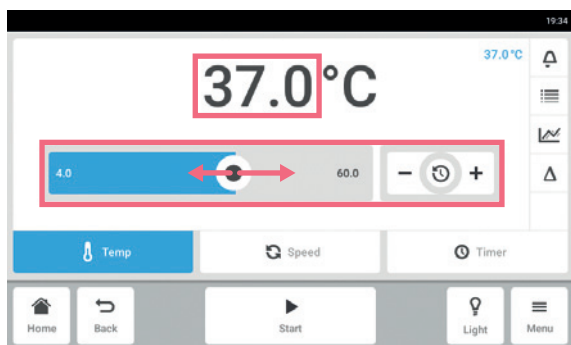 19:34
37.0°C
37.0°C
4.0
60.0
Temp
Speed
Timer
Home
Back
Start
Light
Menu